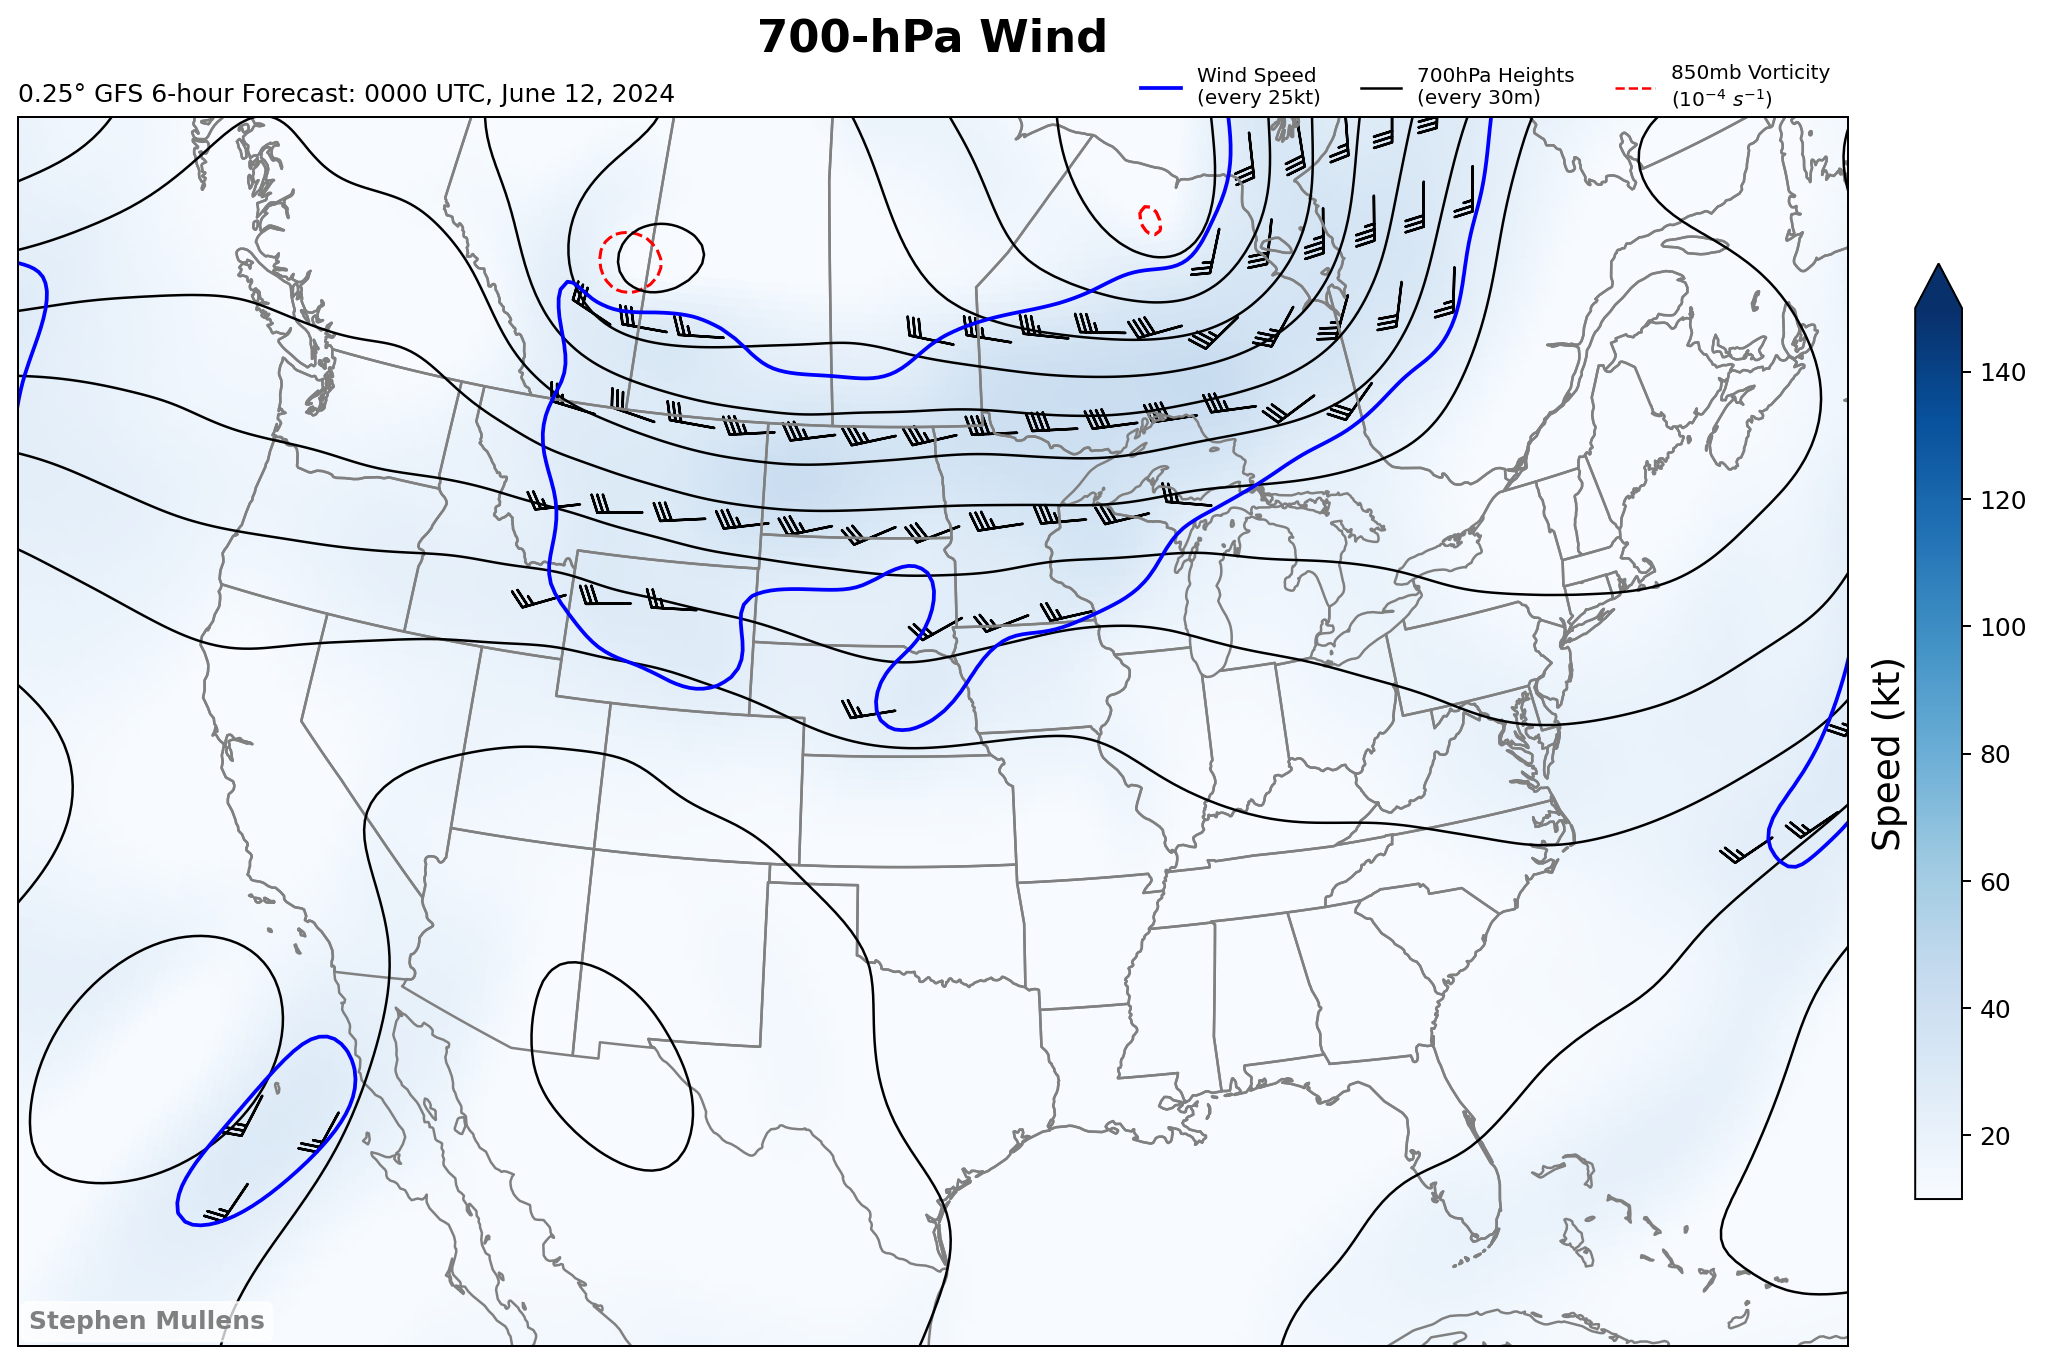 700-hPa Wind
0.25° GFS 6-hour Forecast: 0000 UTC, June 12, 2024
Wind Speed
(every 25kt)
700hPa Heights
(every 30m)
850mb Vorticity
(10⁻⁴ s⁻¹)
140
120
100
80
60
40
20
Speed (kt)
Stephen Mullens